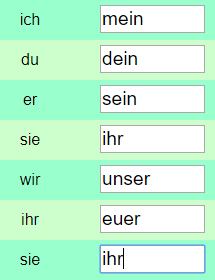 ich mein
du dein
er sein
sie ihr
wir unser
ihr euer
sie ihr